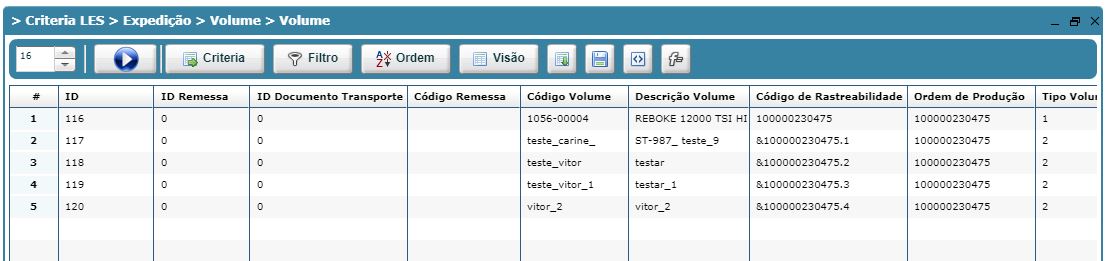 > Criteria LES > Expedição > Volume > Volume
16 Criteria Filtro Ordem Visão
# ID ID Remessa ID Documento Transporte Código Remessa Código Volume Descrição Volume Código de Rastreabilidade Ordem de Produção Tipo Volu
1 116 0 0 1056-00004 REBOKE 12000 TSI HI 100000230475 100000230475 1
2 117 0 0 teste_carine_ ST-987_ teste_9 &100000230475.1 100000230475 2
3 118 0 0 teste_vitor testar &100000230475.2 100000230475 2
4 119 0 0 teste_vitor_1 testar_1 &100000230475.3 100000230475 2
5 120 0 0 vitor_2 vitor_2 &100000230475.4 100000230475 2